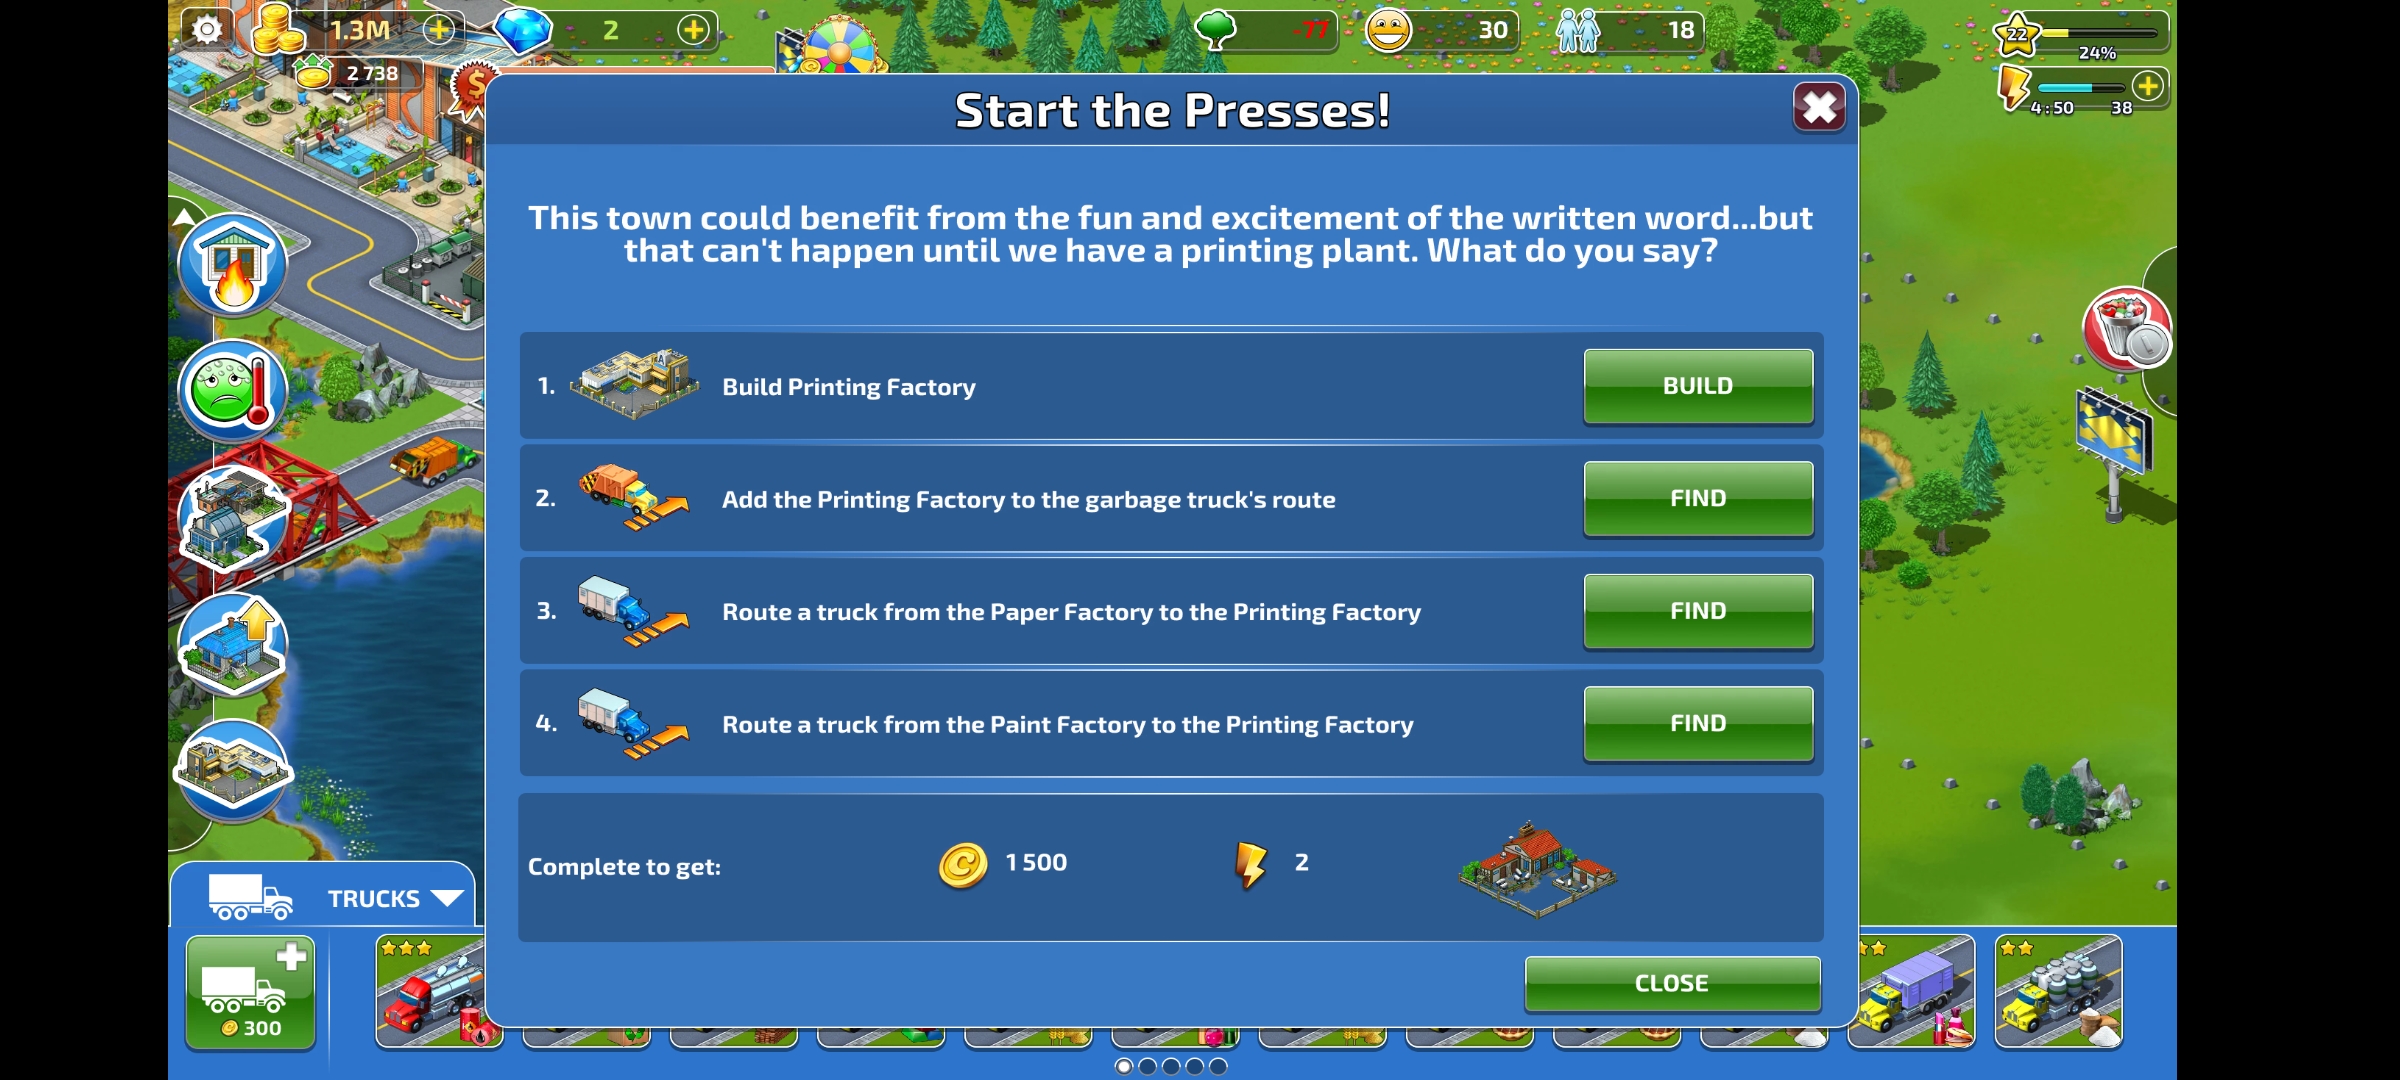 1.3M
2
-77
30
18
22
24%
2 738
4:50
38
Start the Presses!
This town could benefit from the fun and excitement of the written word...but
that can't happen until we have a printing plant. What do you say?
1.
Build Printing Factory
BUILD
2.
Add the Printing Factory to the garbage truck's route
FIND
3.
Route a truck from the Paper Factory to the Printing Factory
FIND
4.
Route a truck from the Paint Factory to the Printing Factory
FIND
Complete to get:
1 500
2
CLOSE
TRUCKS
300